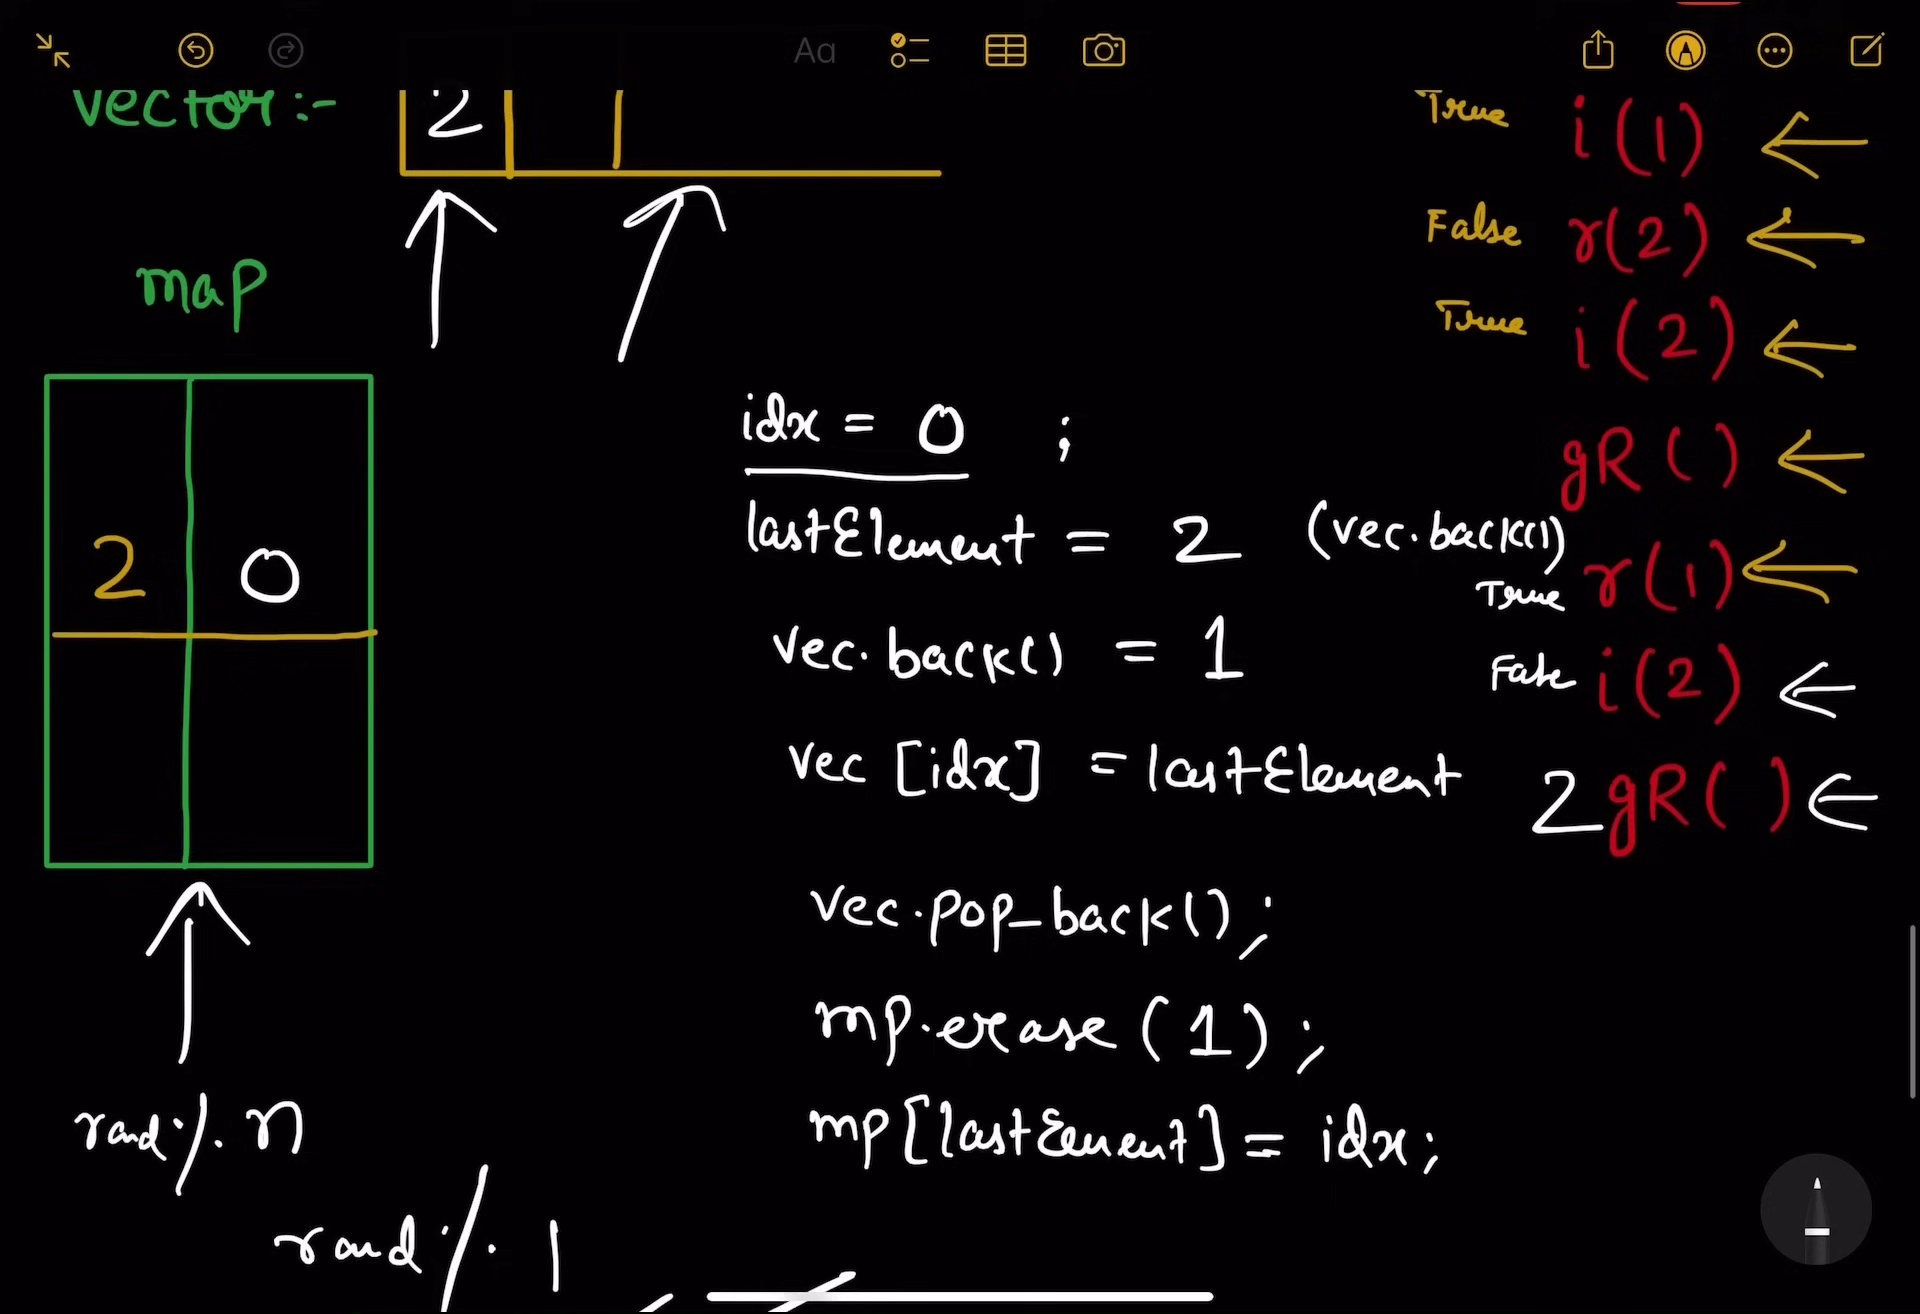 Aa
vector :- 2
True i(1) ←
False r(2) ←
map
True i(2) ←
idx = 0 ;
gR() ←
lastElement = 2 (vec.back())
True r(1) ←
2 0
vec.back() = 1
False i(2) ←
vec [idx] = lastElement
2 gR() ←
vec.pop_back();
mp.erase(1);
rand % n
mp[lastElement] = idx;
rand % 1